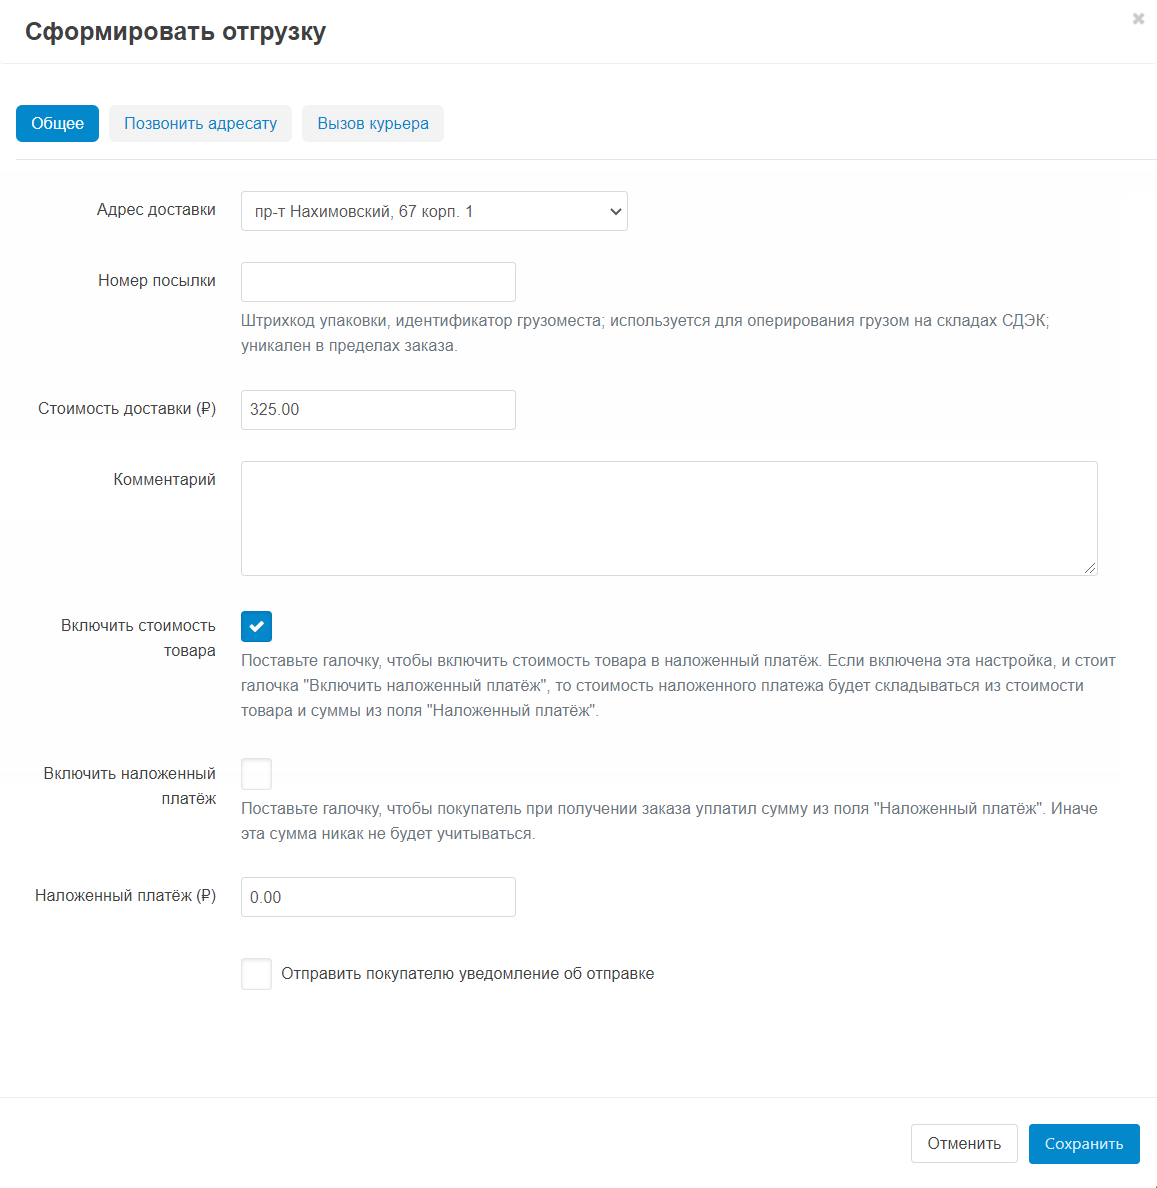 Сформировать отгрузку
Общее
Позвонить адресату
Вызов курьера
Адрес доставки
пр-т Нахимовский, 67 корп. 1
Номер посылки
Штрихкод упаковки, идентификатор грузоместа; используется для оперирования грузом на складах СДЭК;
уникален в пределах заказа.
Стоимость доставки (₽)
325.00
Комментарий
Включить стоимость
товара
Поставьте галочку, чтобы включить стоимость товара в наложенный платёж. Если включена эта настройка, и стоит
галочка "Включить наложенный платёж", то стоимость наложенного платежа будет складываться из стоимости
товара и суммы из поля "Наложенный платёж".
Включить наложенный
платёж
Поставьте галочку, чтобы покупатель при получении заказа уплатил сумму из поля "Наложенный платёж". Иначе
эта сумма никак не будет учитываться.
Наложенный платёж (₽)
0.00
Отправить покупателю уведомление об отправке
Отменить
Сохранить